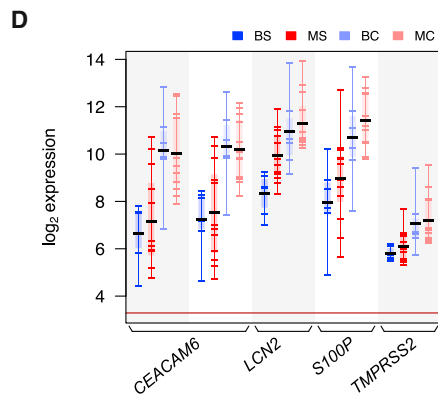 D
BS MS BC MC
14
12
10
8
6
4
log2 expression
CEACAM6 LCN2 S100P TMPRSS2